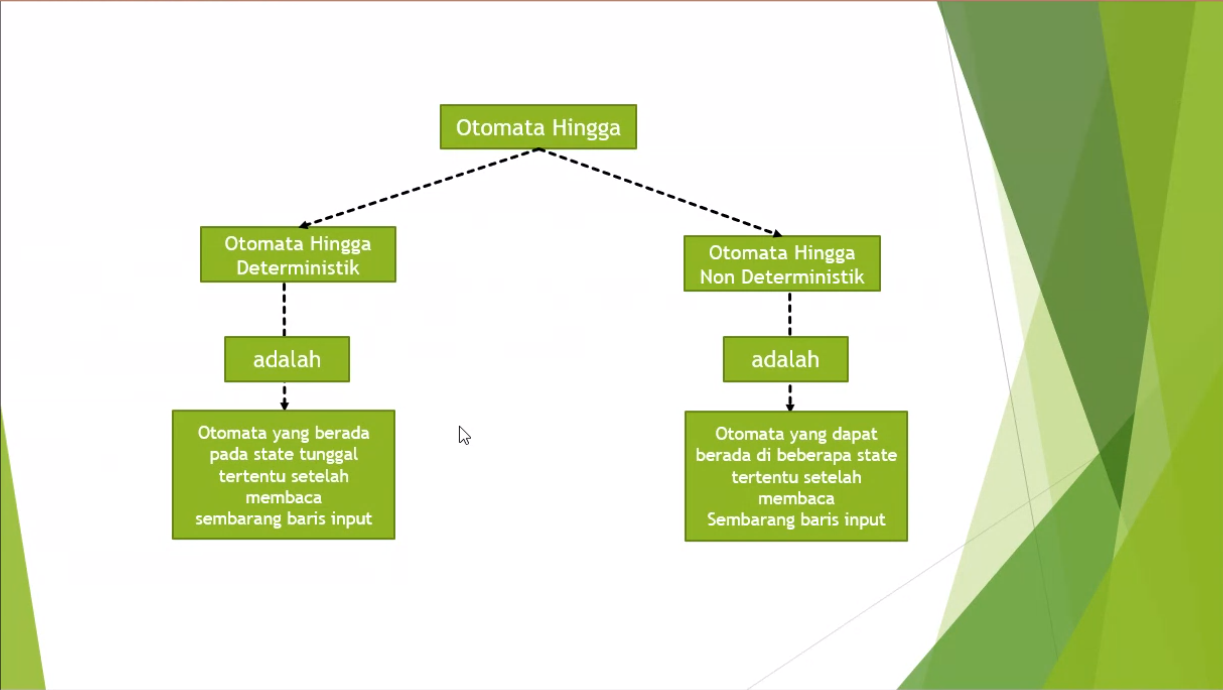 Otomata Hingga
Otomata Hingga
Deterministik
adalah
Otomata yang berada
pada state tunggal
tertentu setelah
membaca
sembarang baris input
Otomata Hingga
Non Deterministik
adalah
Otomata yang dapat
berada di beberapa state
tertentu setelah
membaca
Sembarang baris input